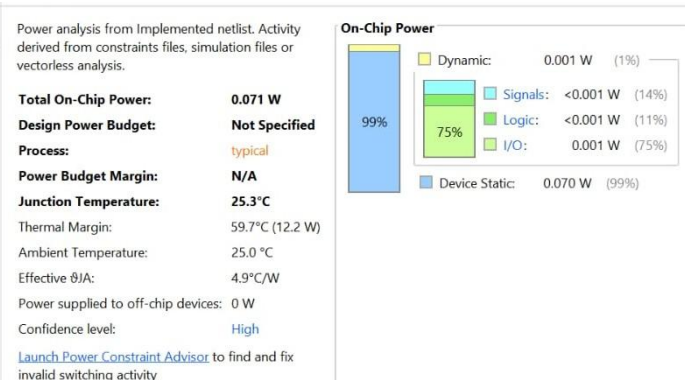 Power analysis from Implemented netlist. Activity
derived from constraints files, simulation files or
vectorless analysis.
Total On-Chip Power: 0.071 W
Design Power Budget: Not Specified
Process: typical
Power Budget Margin: N/A
Junction Temperature: 25.3°C
Thermal Margin: 59.7°C (12.2 W)
Ambient Temperature: 25.0 °C
Effective ϑJA: 4.9°C/W
Power supplied to off-chip devices: 0 W
Confidence level: High
Launch Power Constraint Advisor to find and fix
invalid switching activity
On-Chip Power
Dynamic: 0.001 W (1%)
Signals: <0.001 W (14%)
99%
75%
Logic: <0.001 W (11%)
I/O: 0.001 W (75%)
Device Static: 0.070 W (99%)